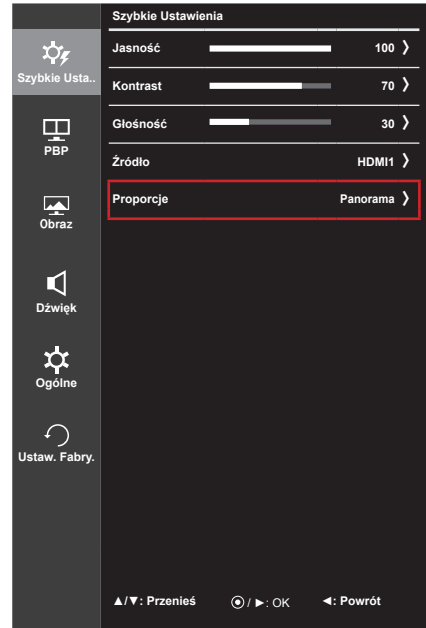 Szybkie Ustawienia
Szybkie Usta..
PBP
Obraz
Dźwięk
Ogólne
Ustaw. Fabry.
Jasność 100 ❯
Kontrast 70 ❯
Głośność 30 ❯
Źródło HDMI1 ❯
Proporcje Panorama ❯
▲/▼: Przenieś ⦿ / ►: OK ◄: Powrót